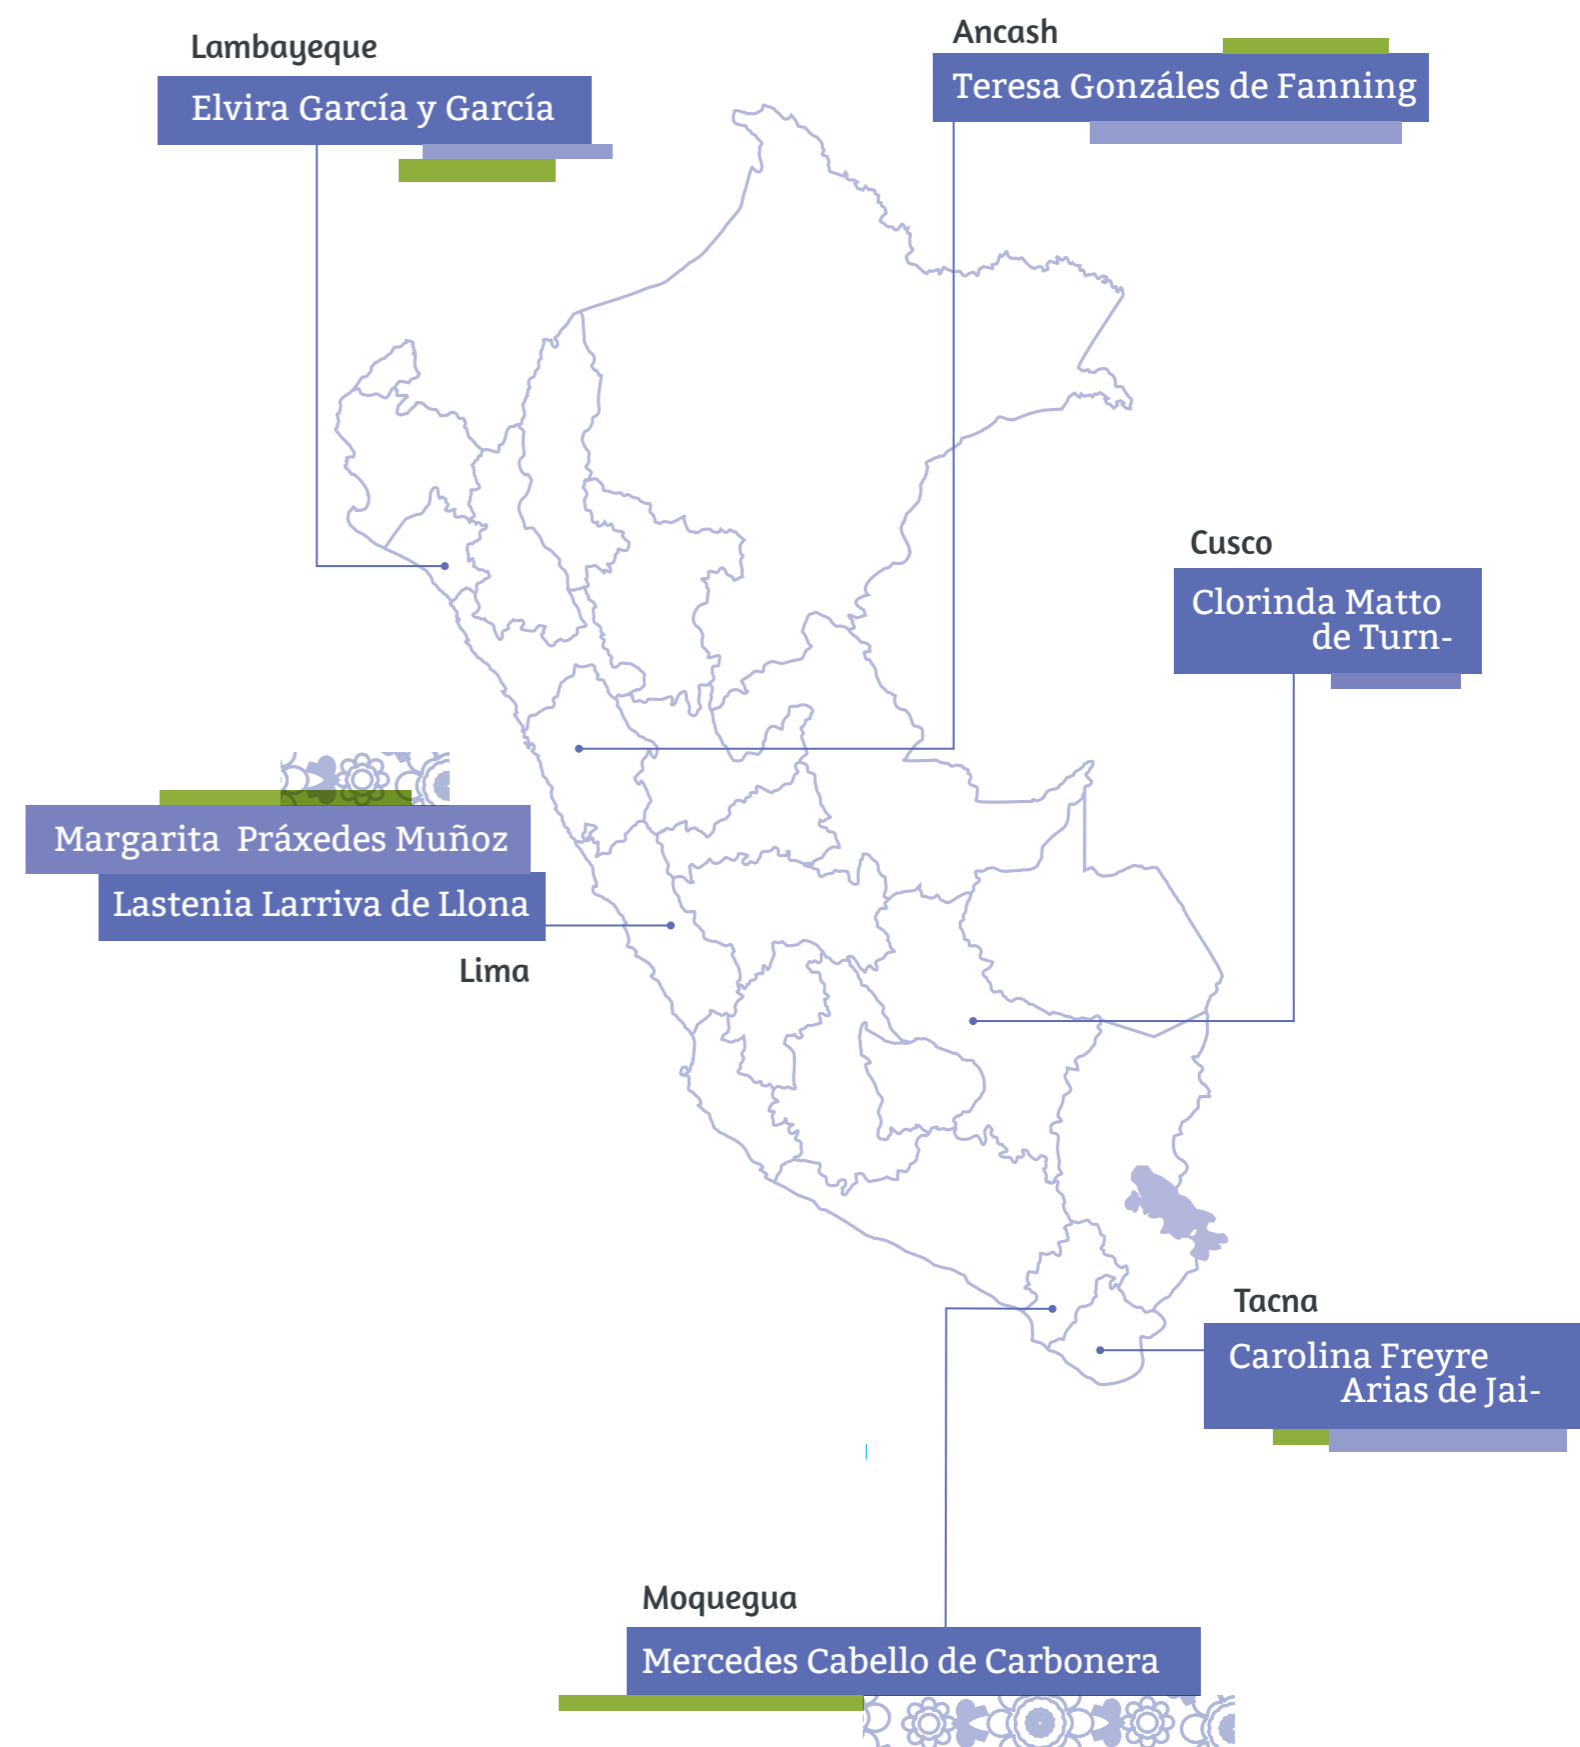 Lambayeque
Elvira García y García
Ancash
Teresa Gonzáles de Fanning
Cusco
Clorinda Matto
de Turn-
Margarita Práxedes Muñoz
Lastenia Larriva de Llona
Lima
Tacna
Carolina Freyre
Arias de Jai-
Moquegua
Mercedes Cabello de Carbonera